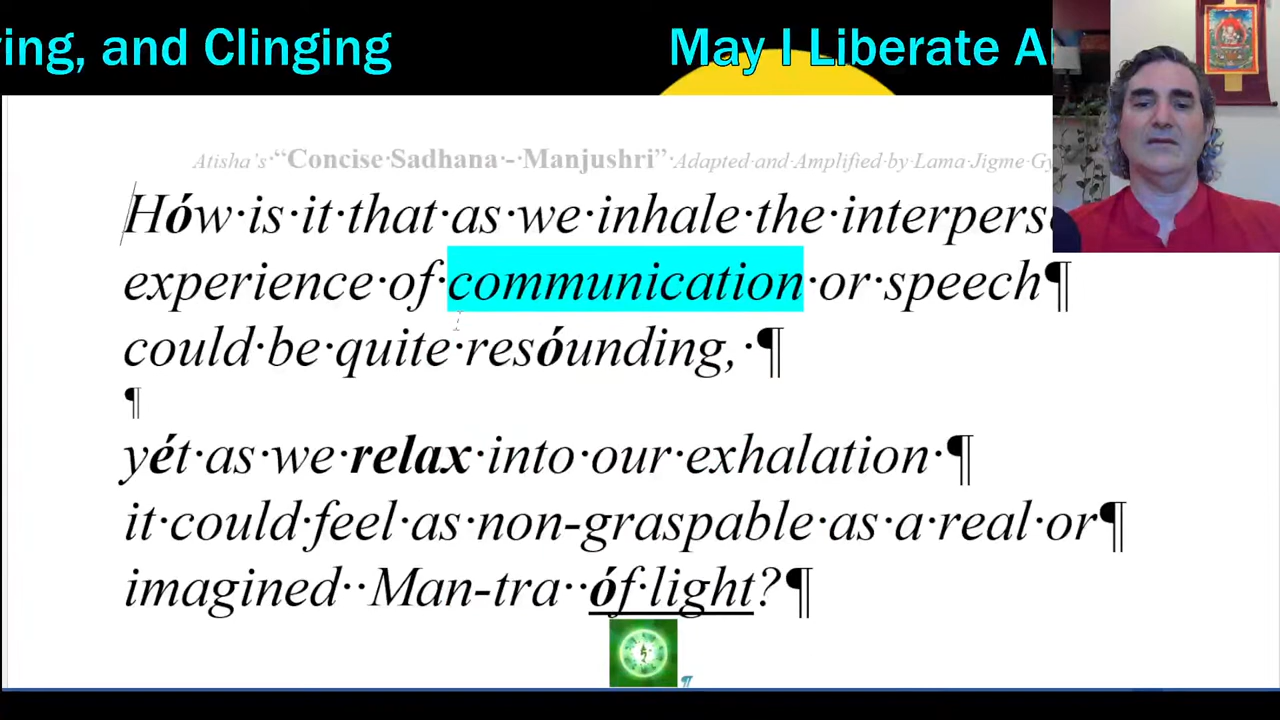 ing, and Clinging May I Liberate A
Atisha's·“Concise·Sadhana·-·Manjushri”·Adapted·and·Amplified·by·Lama·Jigme·Gy
Hów·is·it·that·as·we·inhale·the·interpers
experience·of·communication·or·speech¶
could·be·quite·resóunding,·¶
¶
yét·as·we·relax·into·our·exhalation·¶
it·could·feel·as·non-graspable·as·a·real·or¶
imagined··Man-tra··óf·light?¶
¶